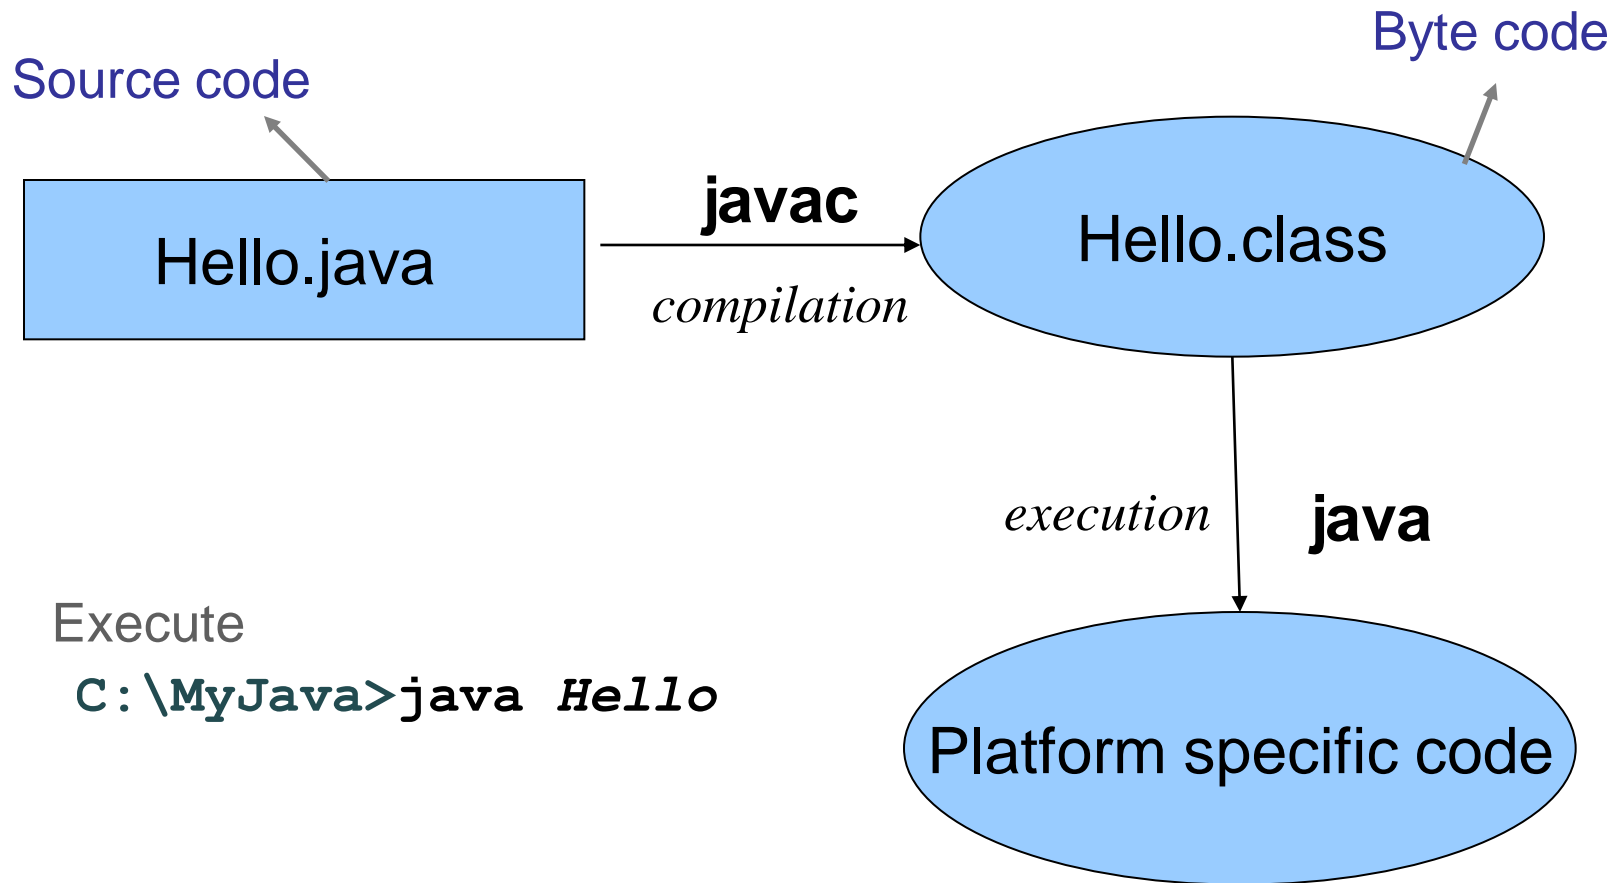 Byte code
Source code
javac
Hello.java
Hello.class
compilation
execution
java
Execute
C:\MyJava>java Hello
Platform specific code